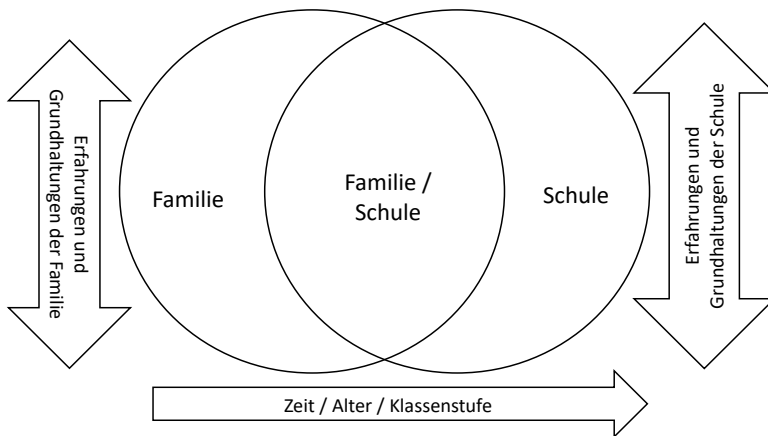 Erfahrungen und
Grundhaltungen der Familie
Familie
Familie /
Schule
Schule
Erfahrungen und
Grundhaltungen der Schule
Zeit / Alter / Klassenstufe